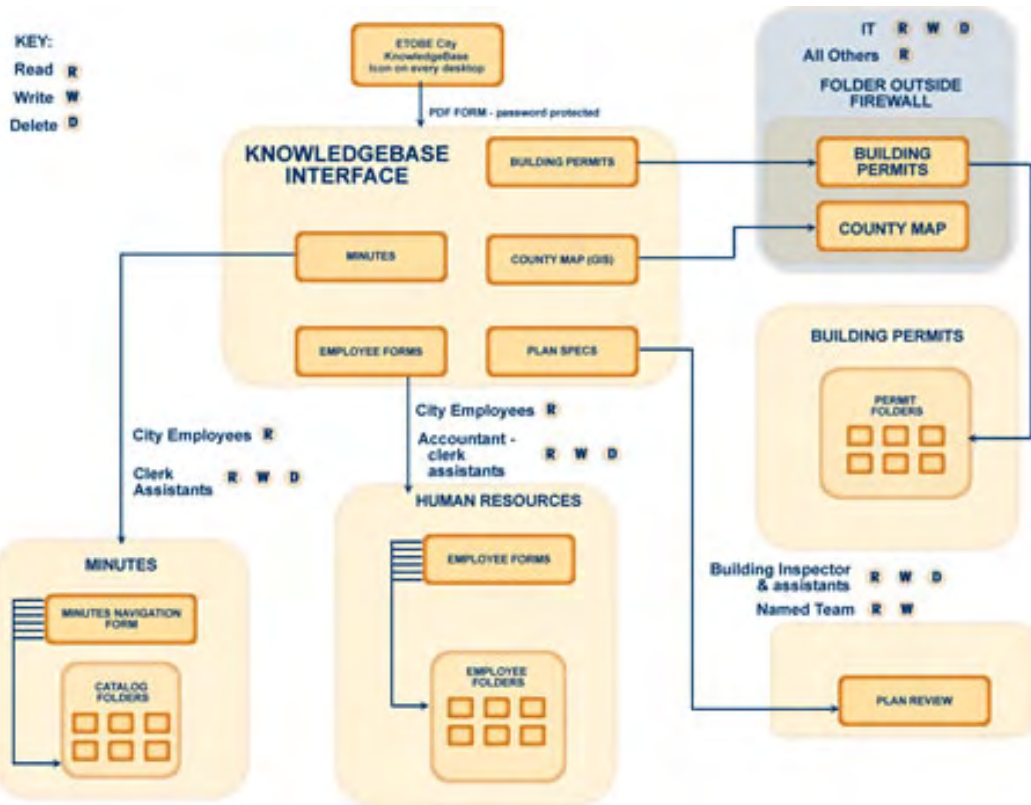 KEY:
Read R
Write W
Delete D
ETOBE City
KnowledgeBase
Icon on every desktop
PDF FORM - password protected
IT R W D
All Others R
FOLDER OUTSIDE
FIREWALL
BUILDING
PERMITS
COUNTY MAP
KNOWLEDGEBASE
INTERFACE
BUILDING PERMITS
MINUTES
COUNTY MAP (GIS)
EMPLOYEE FORMS
PLAN SPECS
BUILDING PERMITS
PERMIT
FOLDERS
City Employees R
Clerk
Assistants R W D
City Employees R
Accountant -
clerk
assistants R W D
HUMAN RESOURCES
EMPLOYEE FORMS
EMPLOYEE
FOLDERS
MINUTES
MINUTES NAVIGATION
FORM
CATALOG
FOLDERS
Building Inspector
& assistants R W D
Named Team R W
PLAN REVIEW